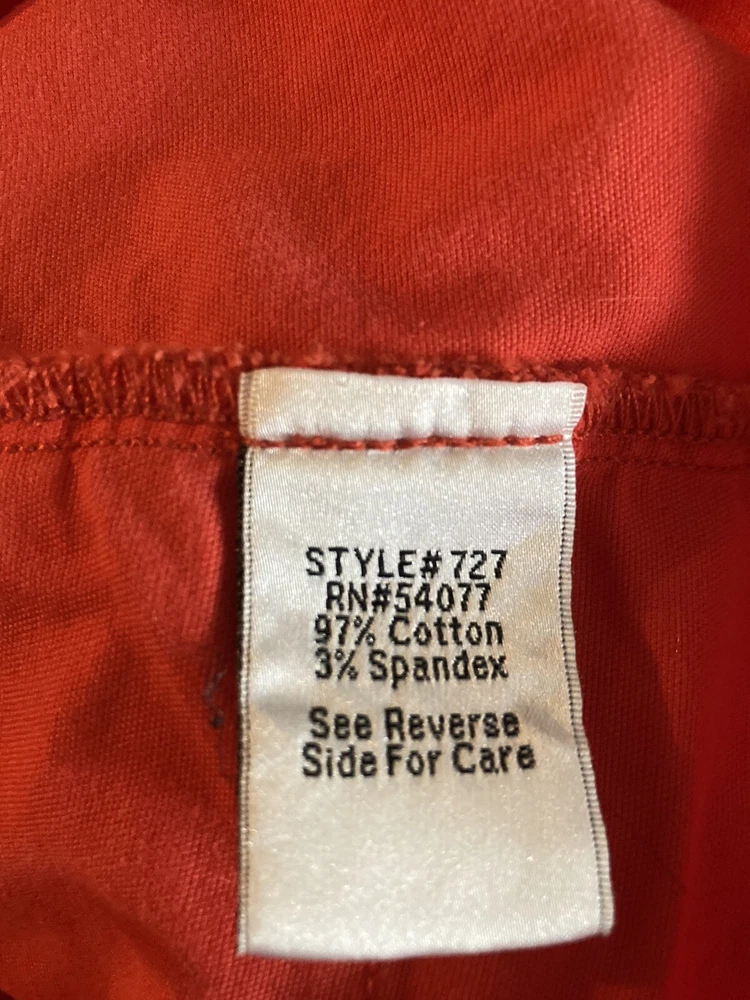 STYLE# 727
RN#54077
97% Cotton
3% Spandex
See Reverse
Side For Care